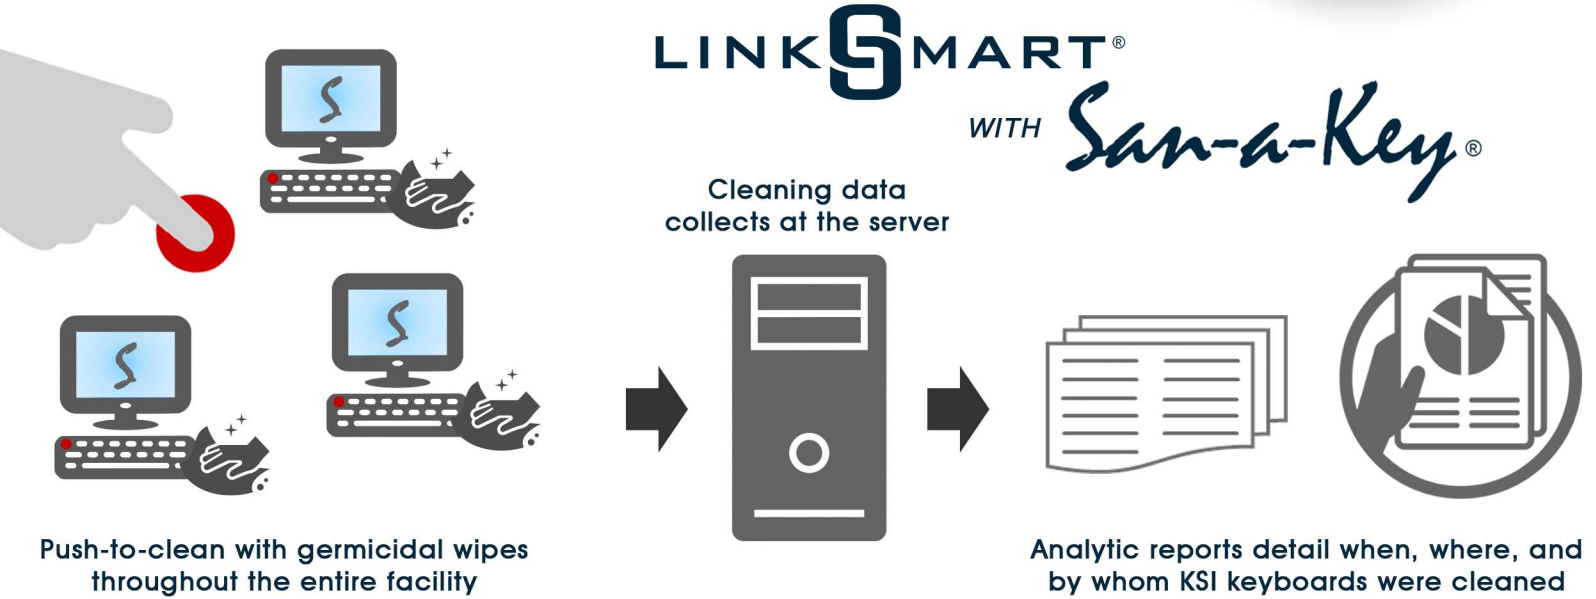 LINKSMART®
WITH San-a-Key®
Cleaning data
collects at the server
Push-to-clean with germicidal wipes
throughout the entire facility
Analytic reports detail when, where, and
by whom KSI keyboards were cleaned